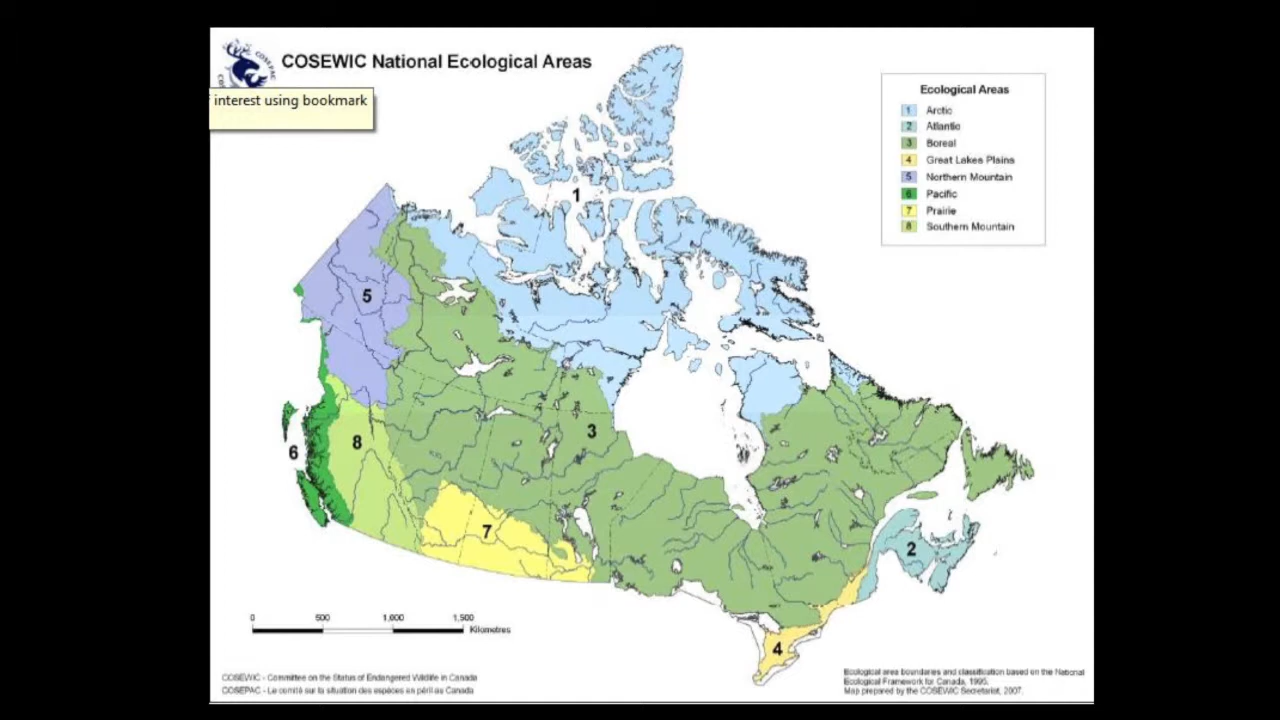 COSEWIC National Ecological Areas
COSEPAC
interest using bookmark
Ecological Areas
1 Arctic
2 Atlantic
3 Boreal
4 Great Lakes Plains
5 Northern Mountain
6 Pacific
7 Prairie
8 Southern Mountain
1
5
3
8
6
7
2
4
0 500 1,000 1,500
Kilometres
COSEWIC - Committee on the Status of Endangered Wildlife in Canada
COSEPAC - Le comité sur la situation des espèces en péril au Canada
Ecological area boundaries and classification based on the National
Ecological Framework for Canada, 1995.
Map prepared by the COSEWIC Secretariat, 2007.